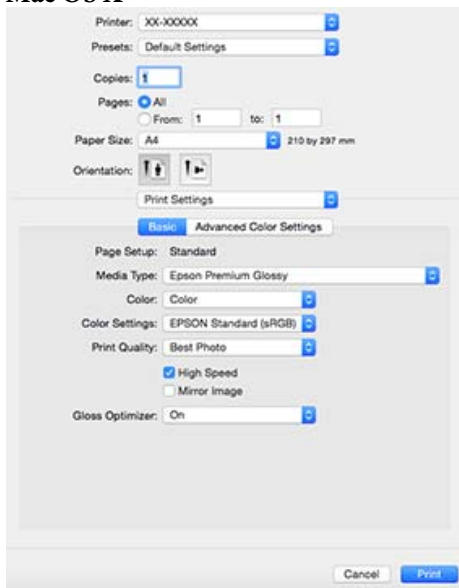 Printer: XX-XXXXX
Presets: Default Settings
Copies: 1
Pages: All
From: 1 to: 1
Paper Size: A4 210 by 297 mm
Orientation:
Print Settings
Basic Advanced Color Settings
Page Setup: Standard
Media Type: Epson Premium Glossy
Color: Color
Color Settings: EPSON Standard (sRGB)
Print Quality: Best Photo
High Speed
Mirror Image
Gloss Optimizer: On
Cancel Print